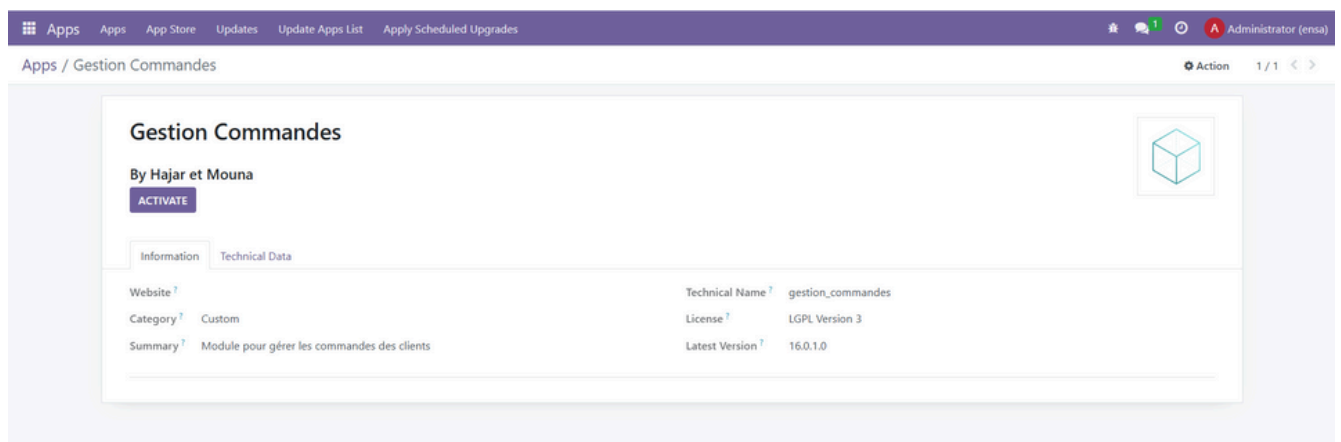 Apps Apps App Store Updates Update Apps List Apply Scheduled Upgrades 1 A Administrator (ensa)
Apps / Gestion Commandes Action 1 / 1
Gestion Commandes
By Hajar et Mouna
ACTIVATE
Information Technical Data
Website ? Technical Name ? gestion_commandes
Category ? Custom License ? LGPL Version 3
Summary ? Module pour gérer les commandes des clients Latest Version ? 16.0.1.0